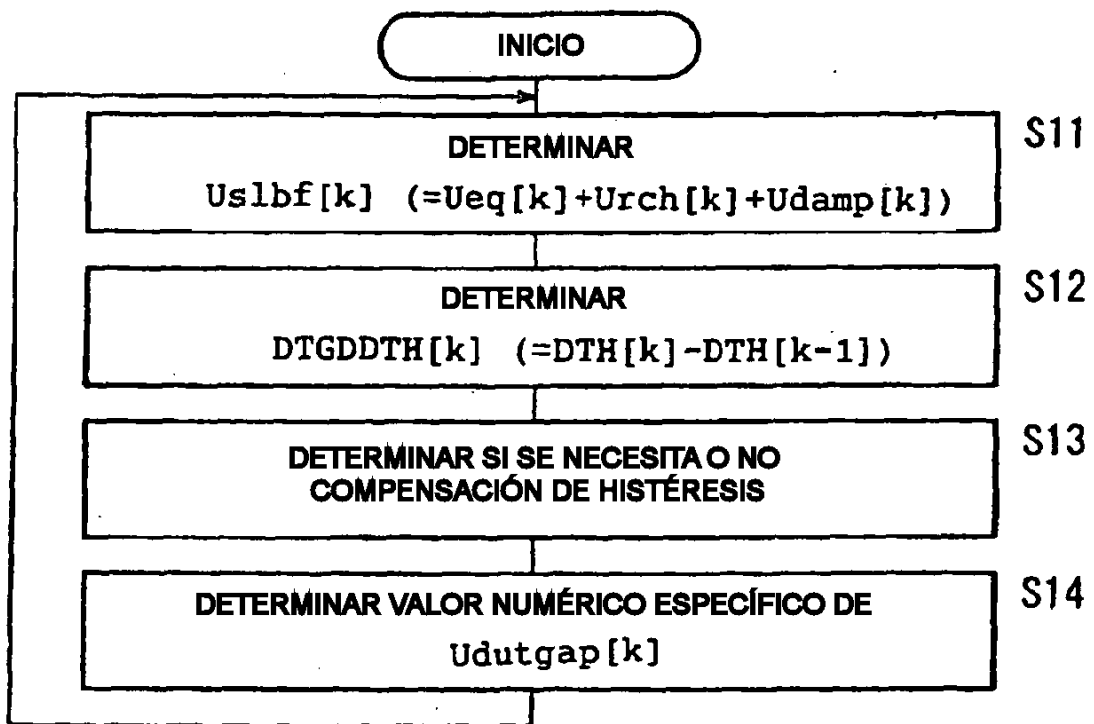 INICIO
DETERMINAR
S11
Uslbf[k] (=Ueq[k]+Urch[k]+Udamp[k])
DETERMINAR
S12
DTGDDTH[k] (=DTH[k]-DTH[k-1])
DETERMINAR SI SE NECESITA O NO
S13
COMPENSACIÓN DE HISTÉRESIS
DETERMINAR VALOR NUMÉRICO ESPECÍFICO DE
S14
Udutgap[k]